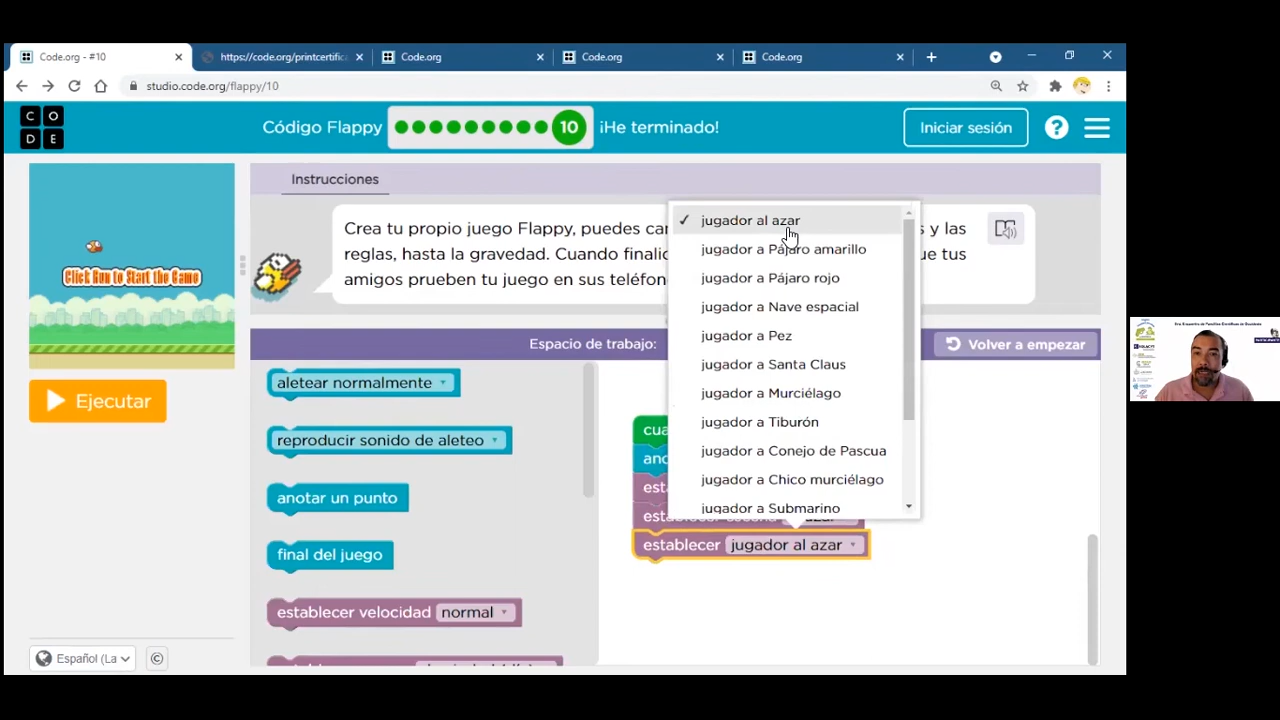 Code.org - #10
https://code.org/printcertific
Code.org
Code.org
Code.org
studio.code.org/flappy/10
C O
D E
Código Flappy
10
¡He terminado!
Iniciar sesión
?
Instrucciones
Crea tu propio juego Flappy, puedes
s y las
reglas, hasta la gravedad. Cuando
que tus
amigos prueben tu juego en sus
Click Run to Start the Game
Ejecutar
Espacio de trabajo:
Volver a empezar
jugador al azar
jugador a Pájaro amarillo
jugador a Pájaro rojo
jugador a Nave espacial
jugador a Pez
jugador a Santa Claus
jugador a Murciélago
jugador a Tiburón
jugador a Conejo de Pascua
jugador a Chico murciélago
jugador a Submarino
aletear normalmente
reproducir sonido de aleteo
anotar un punto
final del juego
establecer velocidad normal
establecer jugador al azar
Español (La
©